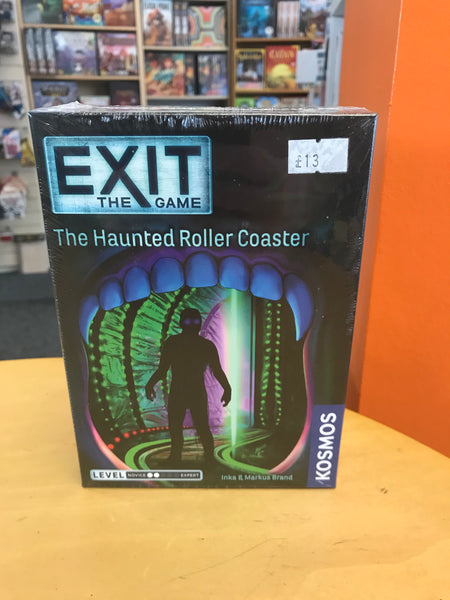 EXIT
THE GAME
£13
The Haunted Roller Coaster
LEVEL NOVICE EXPERT
Inka & Markus Brand
KOSMOS